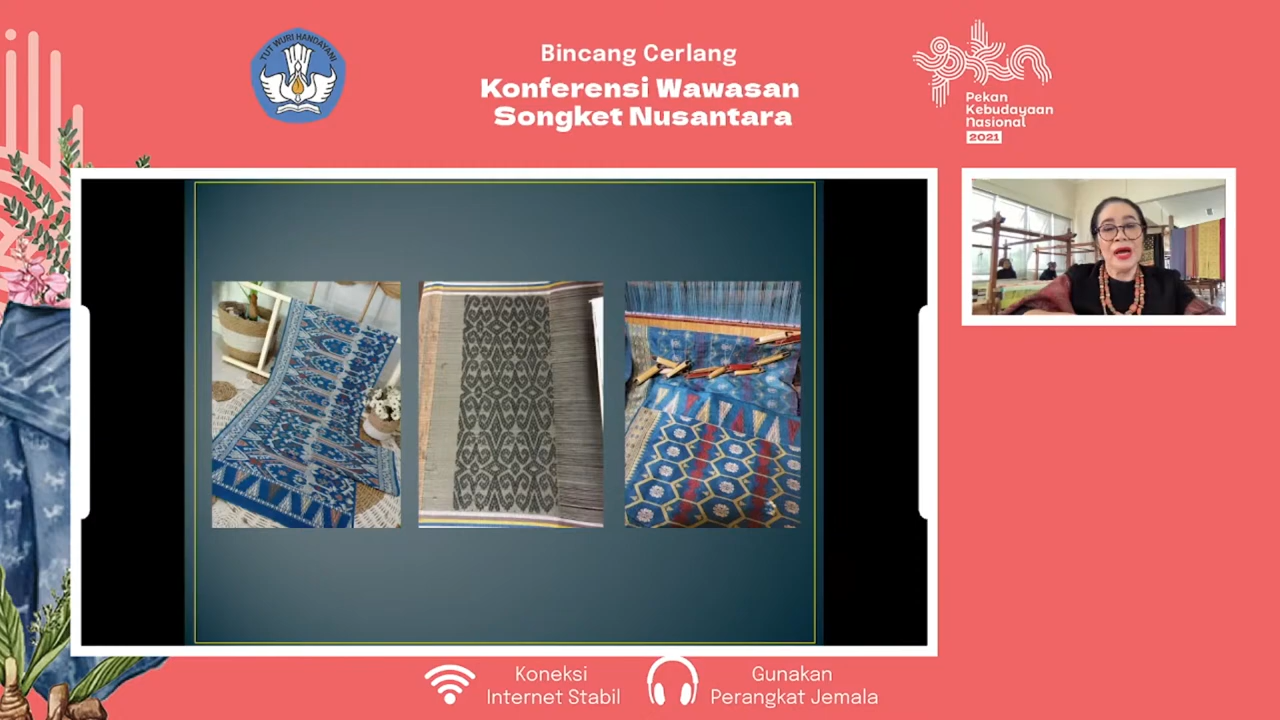 TUT WURI HANDAYANI
Bincang Cerlang
Konferensi Wawasan
Songket Nusantara
pkn
Pekan
Kebudayaan
Nasional
2021
Koneksi
Internet Stabil
Gunakan
Perangkat Jemala